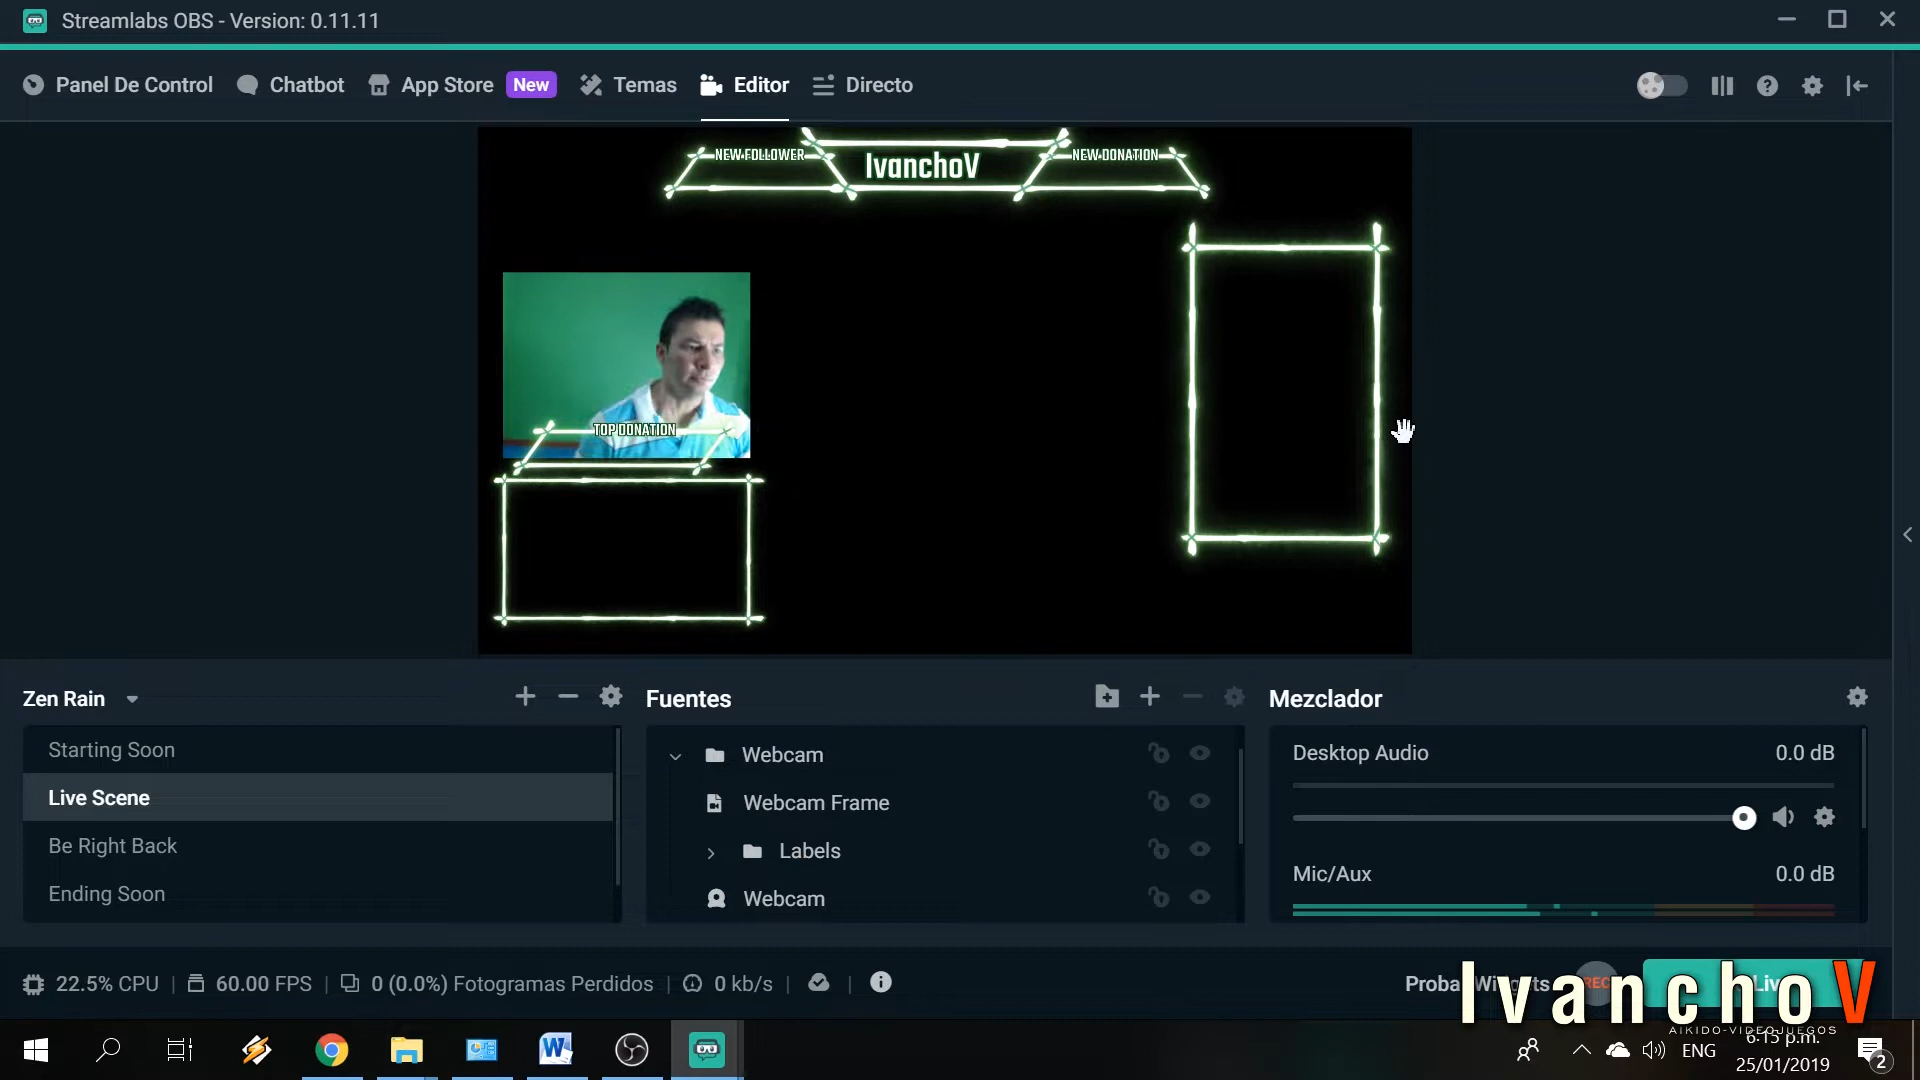 Streamlabs OBS - Version: 0.11.11
Panel De Control
Chatbot
App Store
New
Temas
Editor
Directo
NEW FOLLOWER
IvanchoV
NEW DONATION
TOP DONATION
Zen Rain
Starting Soon
Live Scene
Be Right Back
Ending Soon
Fuentes
Webcam
Webcam Frame
Labels
Webcam
Mezclador
Desktop Audio
0.0 dB
Mic/Aux
0.0 dB
22.5% CPU
60.00 FPS
0 (0.0%) Fotogramas Perdidos
0 kb/s
REC
IvanchoV
AIKIDO-VIDEOJUEGOS
ENG
6:15 p.m.
25/01/2019
2